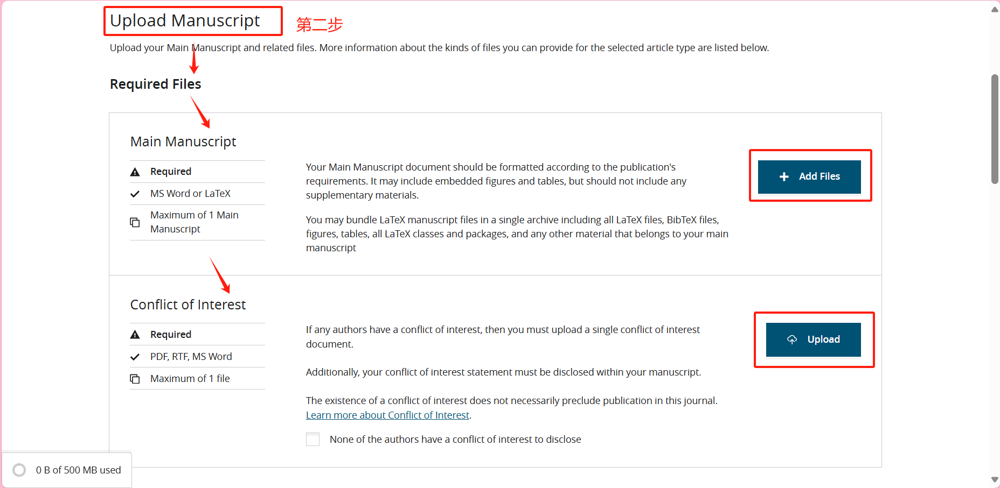 Upload Manuscript
第二步
Upload your Main Manuscript and related files. More information about the kinds of files you can provide for the selected article type are listed below.
Required Files
Main Manuscript
Required
MS Word or LaTeX
Maximum of 1 Main
Manuscript
Your Main Manuscript document should be formatted according to the publication's
requirements. It may include embedded figures and tables, but should not include any
supplementary materials.
You may bundle LaTeX manuscript files in a single archive including all LaTeX files, BibTeX files,
figures, tables, all LaTeX classes and packages, and any other material that belongs to your main
manuscript
Add Files
Conflict of Interest
Required
PDF, RTF, MS Word
Maximum of 1 file
If any authors have a conflict of interest, then you must upload a single conflict of interest
document.
Additionally, your conflict of interest statement must be disclosed within your manuscript.
The existence of a conflict of interest does not necessarily preclude publication in this journal.
Learn more about Conflict of Interest.
None of the authors have a conflict of interest to disclose
Upload
0 B of 500 MB used